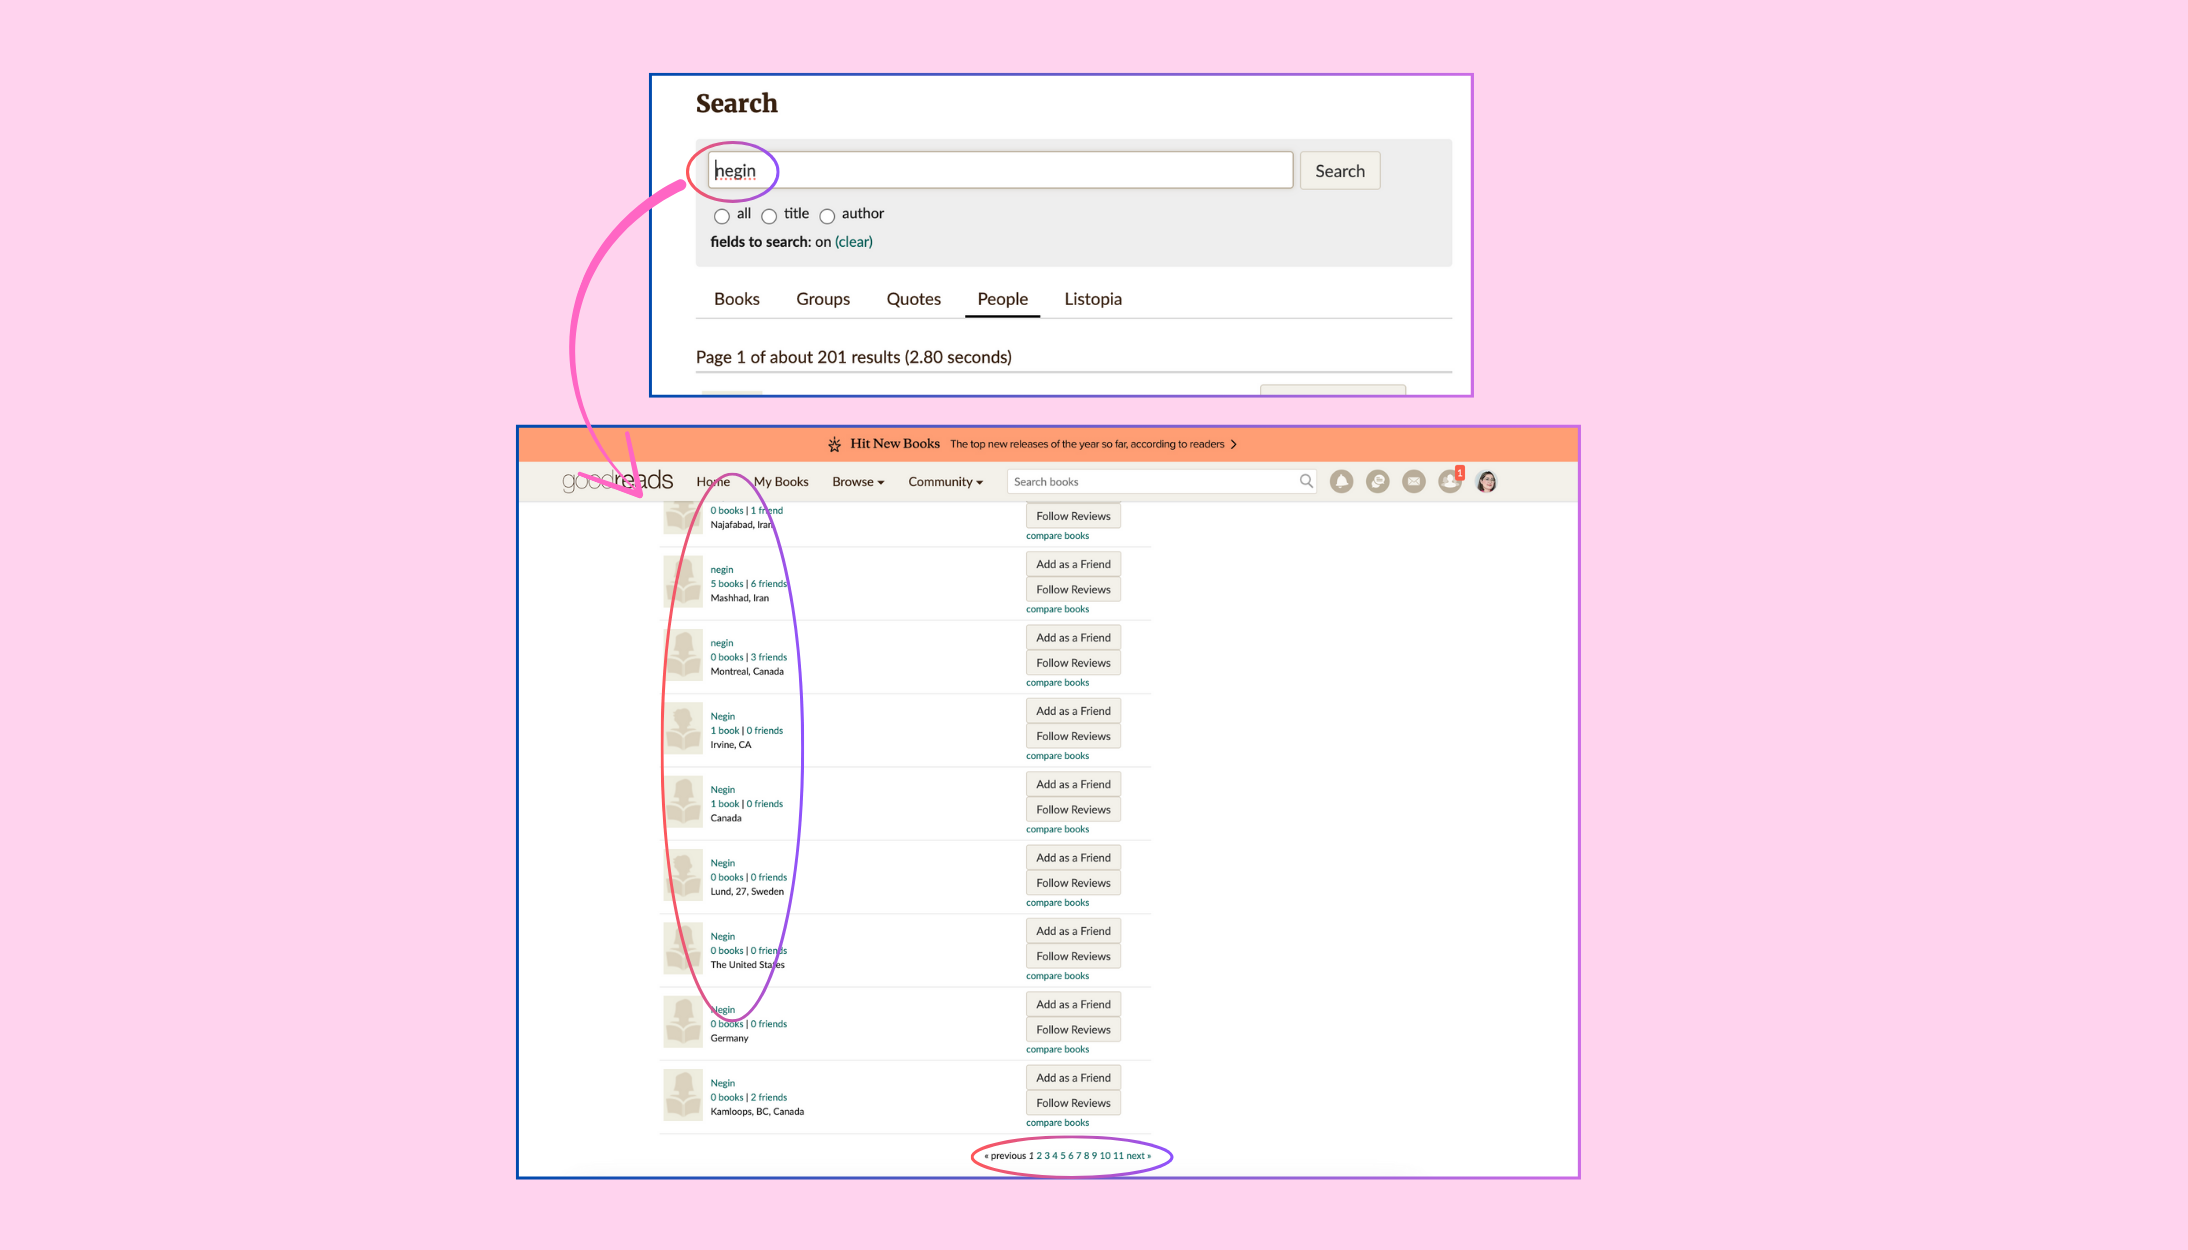 Search
negin
Search
all title author
fields to search: on (clear)
Books Groups Quotes People Listopia
Page 1 of about 201 results (2.80 seconds)
Hit New Books The top new releases of the year so far, according to readers
goodreads Home My Books Browse Community Search books 1
0 books | 1 friend
Najafabad, Iran
Follow Reviews
compare books
negin
5 books | 6 friends
Mashhad, Iran
Add as a Friend
Follow Reviews
compare books
negin
0 books | 3 friends
Montreal, Canada
Add as a Friend
Follow Reviews
compare books
Negin
1 book | 0 friends
Irvine, CA
Add as a Friend
Follow Reviews
compare books
Negin
1 book | 0 friends
Canada
Add as a Friend
Follow Reviews
compare books
Negin
0 books | 0 friends
Lund, 27, Sweden
Add as a Friend
Follow Reviews
compare books
Negin
0 books | 0 friends
The United States
Add as a Friend
Follow Reviews
compare books
Negin
0 books | 0 friends
Germany
Add as a Friend
Follow Reviews
compare books
Negin
0 books | 2 friends
Kamloops, BC, Canada
Add as a Friend
Follow Reviews
compare books
« previous 1 2 3 4 5 6 7 8 9 10 11 next »